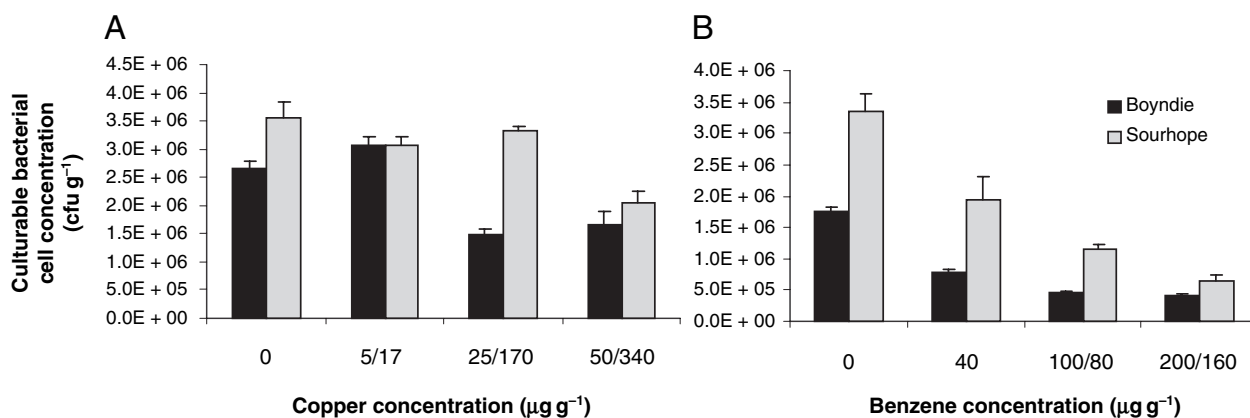 A
B
Culturable bacterial
cell concentration
(cfu g⁻¹)
4.5E + 06
4.0E + 06
3.5E + 06
3.0E + 06
2.5E + 06
2.0E + 06
1.5E + 06
1.0E + 06
5.0E + 05
0.0E + 00
0 5/17 25/170 50/340
Copper concentration (μg g⁻¹)
4.0E + 06
3.5E + 06
3.0E + 06
2.5E + 06
2.0E + 06
1.5E + 06
1.0E + 06
5.0E + 05
0.0E + 00
Boyndie
Sourhope
0 40 100/80 200/160
Benzene concentration (μg g⁻¹)